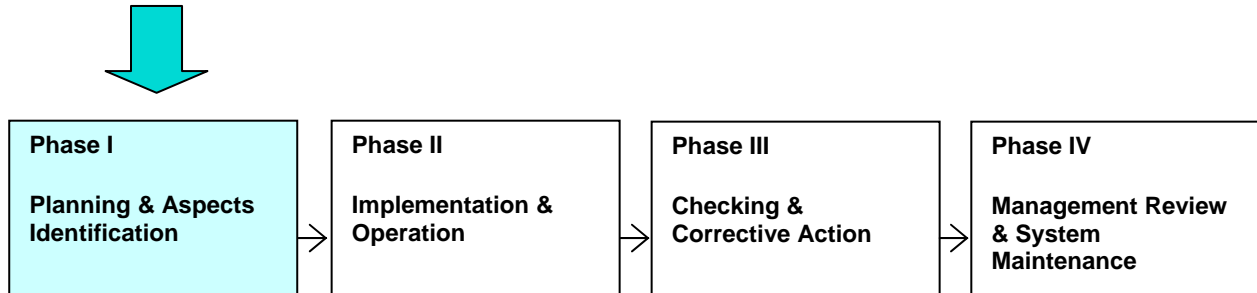 Phase I
Planning & Aspects
Identification
Phase II
Implementation &
Operation
Phase III
Checking &
Corrective Action
Phase IV
Management Review
& System
Maintenance